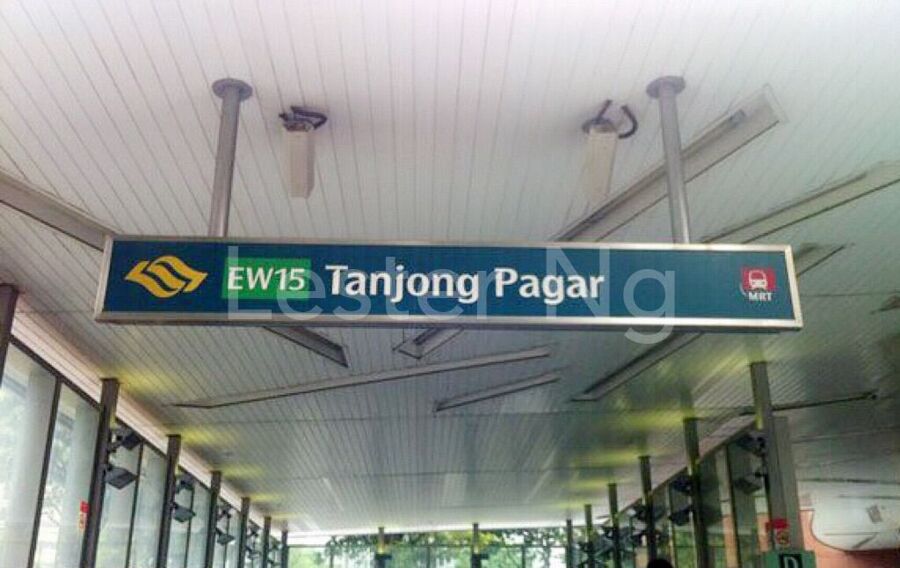 EW15 Tanjong Pagar
MRT
Lester Ng
D